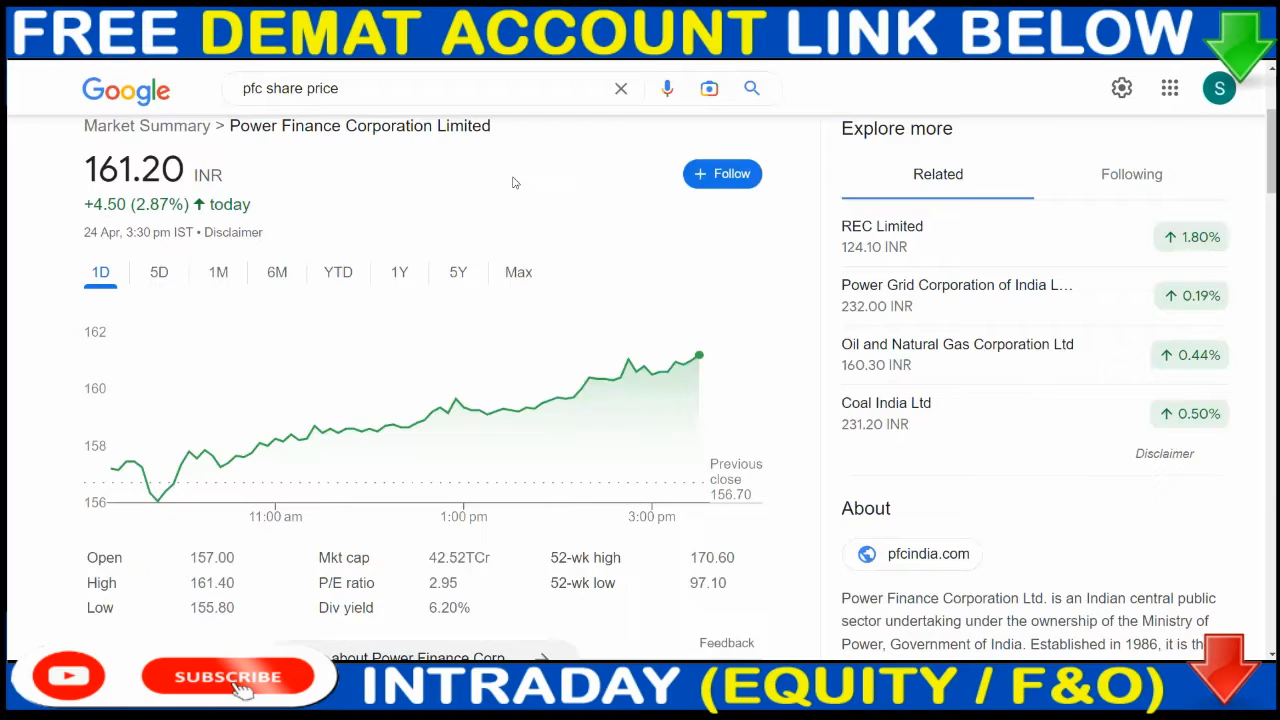 FREE DEMAT ACCOUNT LINK BELOW
Google
pfc share price
S
Market Summary > Power Finance Corporation Limited
161.20 INR
+ Follow
+4.50 (2.87%) ↑ today
24 Apr, 3:30 pm IST • Disclaimer
1D 5D 1M 6M YTD 1Y 5Y Max
162
160
158
156
Previous
close
156.70
11:00 am 1:00 pm 3:00 pm
Open 157.00 Mkt cap 42.52TCr 52-wk high 170.60
High 161.40 P/E ratio 2.95 52-wk low 97.10
Low 155.80 Div yield 6.20%
Feedback
about Power Finance Corp
Explore more
Related Following
REC Limited
124.10 INR
↑ 1.80%
Power Grid Corporation of India L...
232.00 INR
↑ 0.19%
Oil and Natural Gas Corporation Ltd
160.30 INR
↑ 0.44%
Coal India Ltd
231.20 INR
↑ 0.50%
Disclaimer
About
pfcindia.com
Power Finance Corporation Ltd. is an Indian central public
sector undertaking under the ownership of the Ministry of
Power, Government of India. Established in 1986, it is
SUBSCRIBE
INTRADAY (EQUITY / F&O)